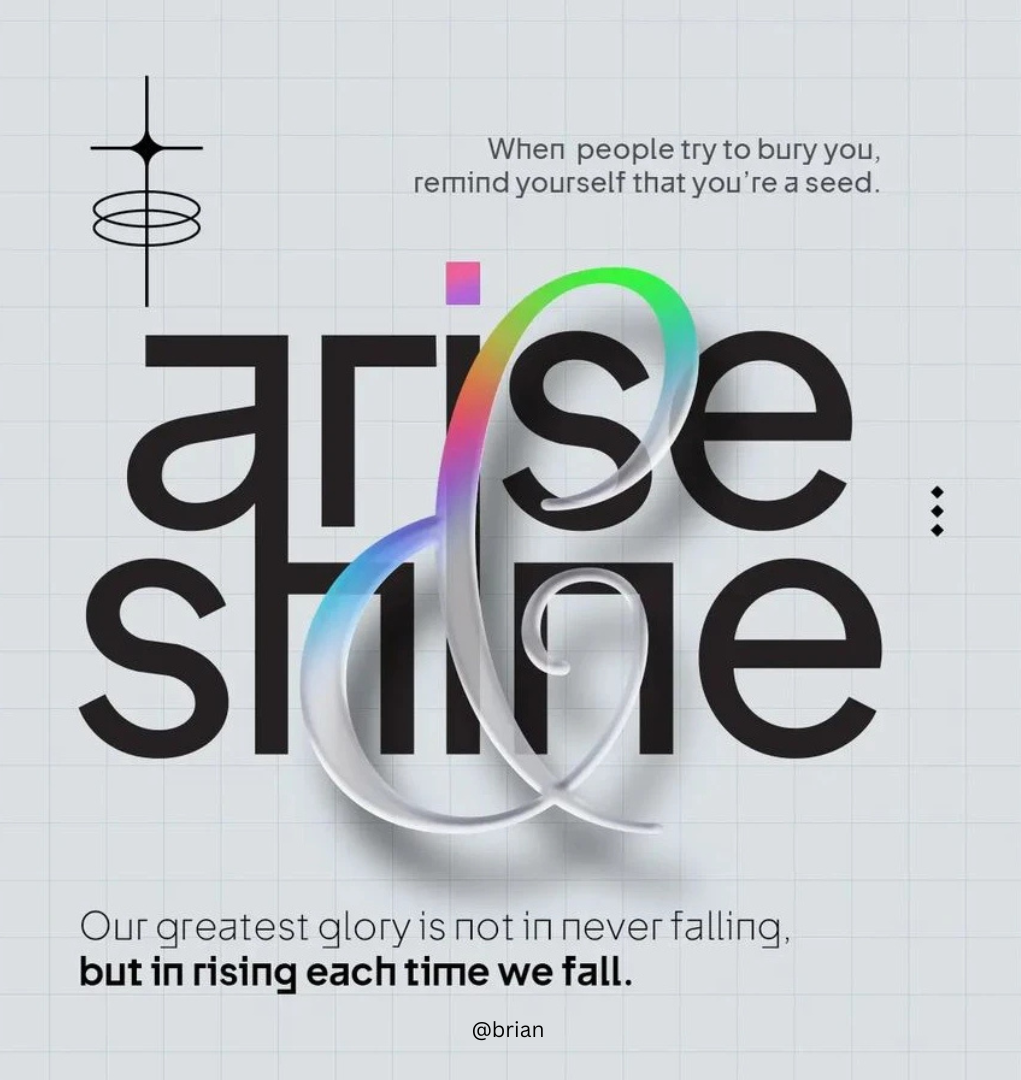 When people try to bury you,
remind yourself that you're a seed.
arise
&
shine
Our greatest glory is not in never falling,
but in rising each time we fall.
@brian